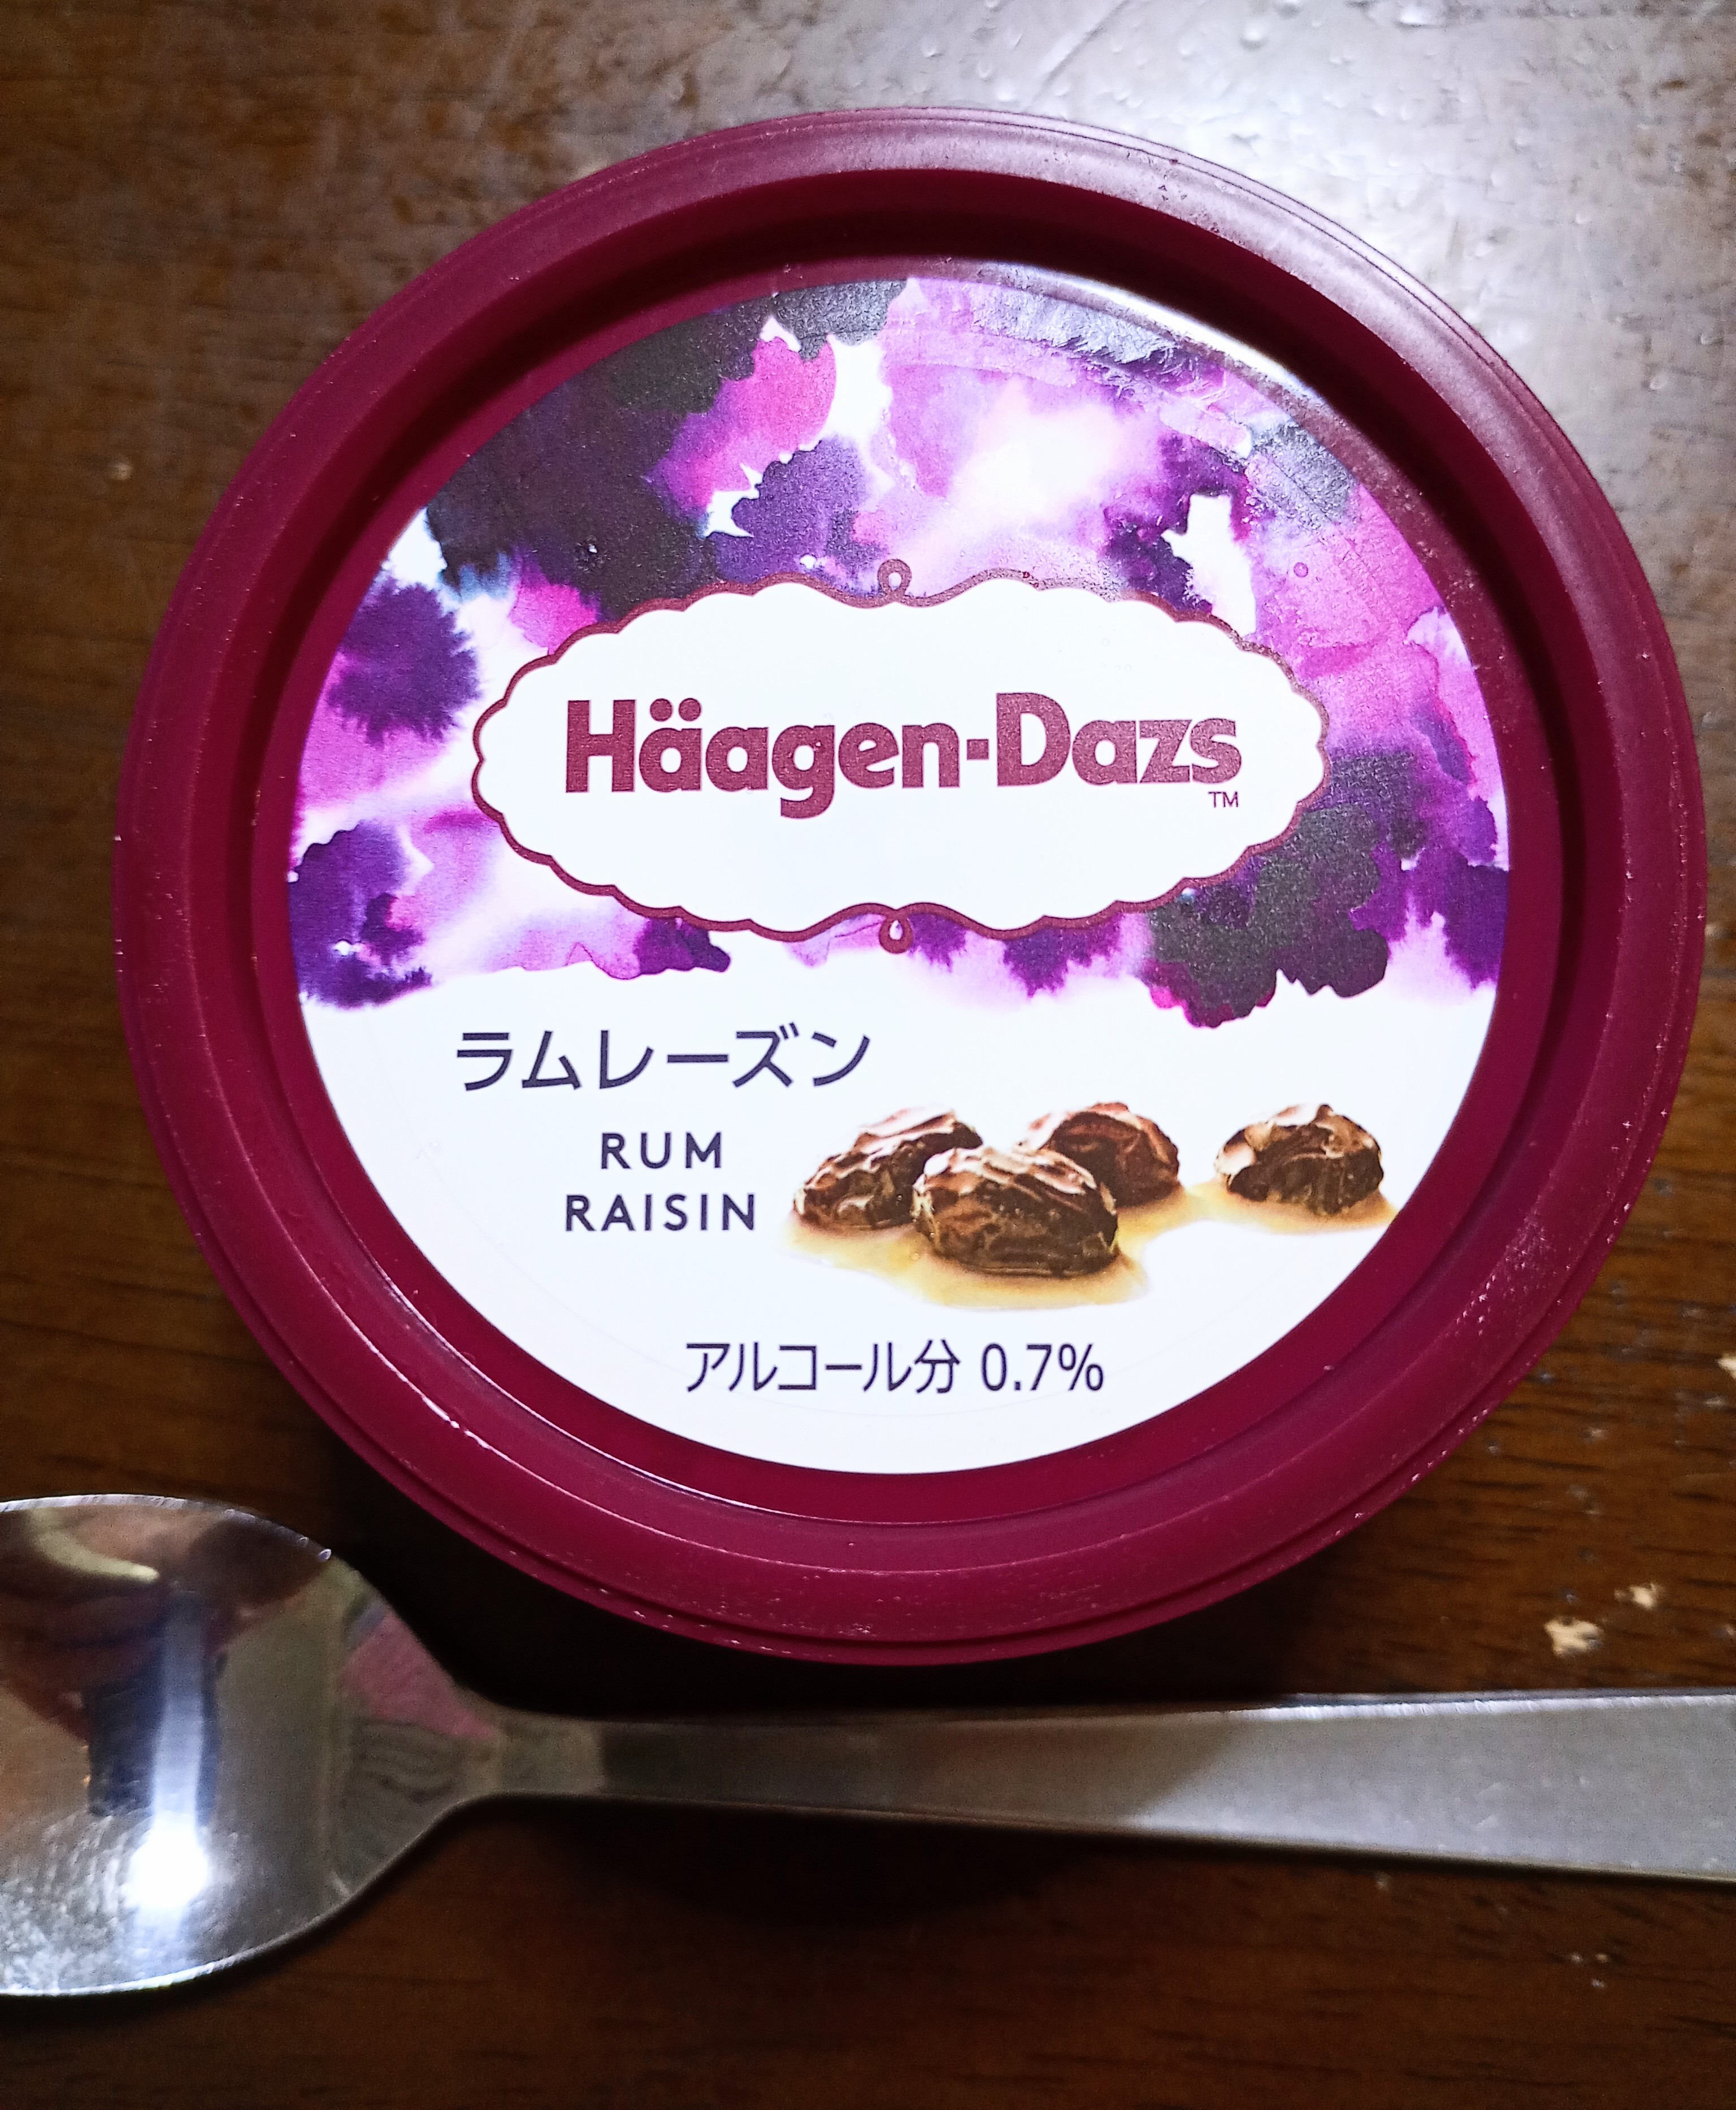 Häagen-Dazs
TM
ラムレーズン
RUM
RAISIN
アルコール分 0.7%